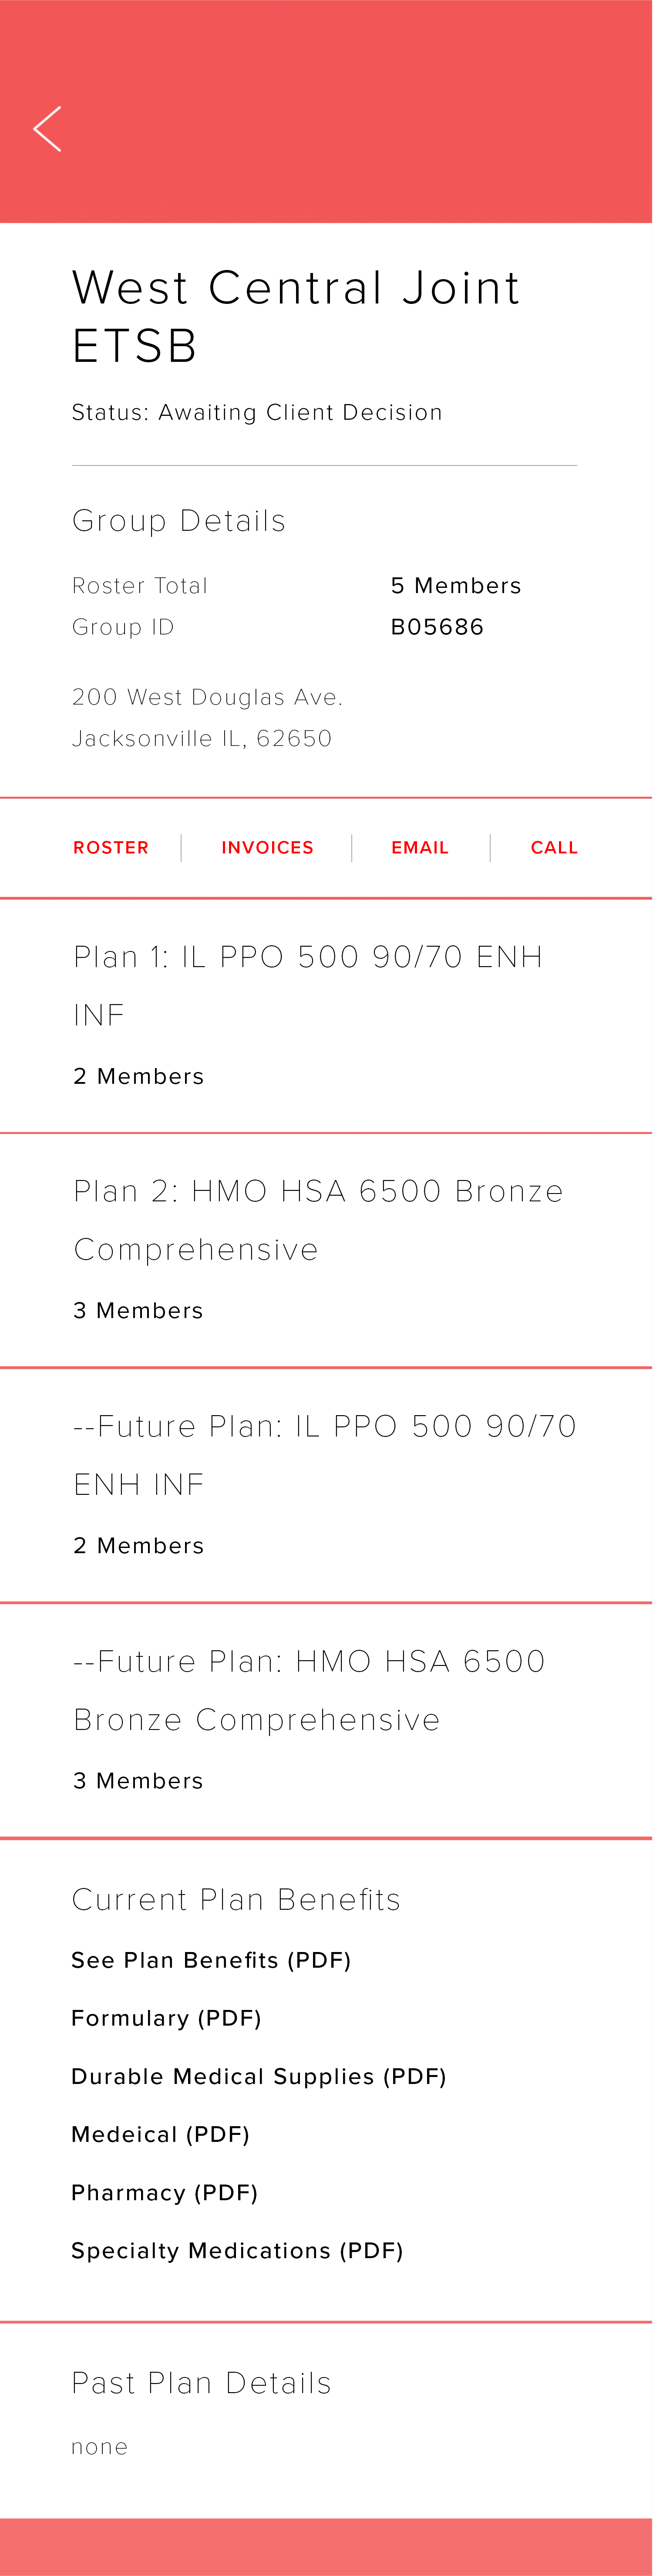 West Central Joint
ETSB
Status: Awaiting Client Decision
Group Details
Roster Total 5 Members
Group ID B05686
200 West Douglas Ave.
Jacksonville IL, 62650
ROSTER INVOICES EMAIL CALL
Plan 1: IL PPO 500 90/70 ENH
INF
2 Members
Plan 2: HMO HSA 6500 Bronze
Comprehensive
3 Members
--Future Plan: IL PPO 500 90/70
ENH INF
2 Members
--Future Plan: HMO HSA 6500
Bronze Comprehensive
3 Members
Current Plan Benefits
See Plan Benefits (PDF)
Formulary (PDF)
Durable Medical Supplies (PDF)
Medeical (PDF)
Pharmacy (PDF)
Specialty Medications (PDF)
Past Plan Details
none